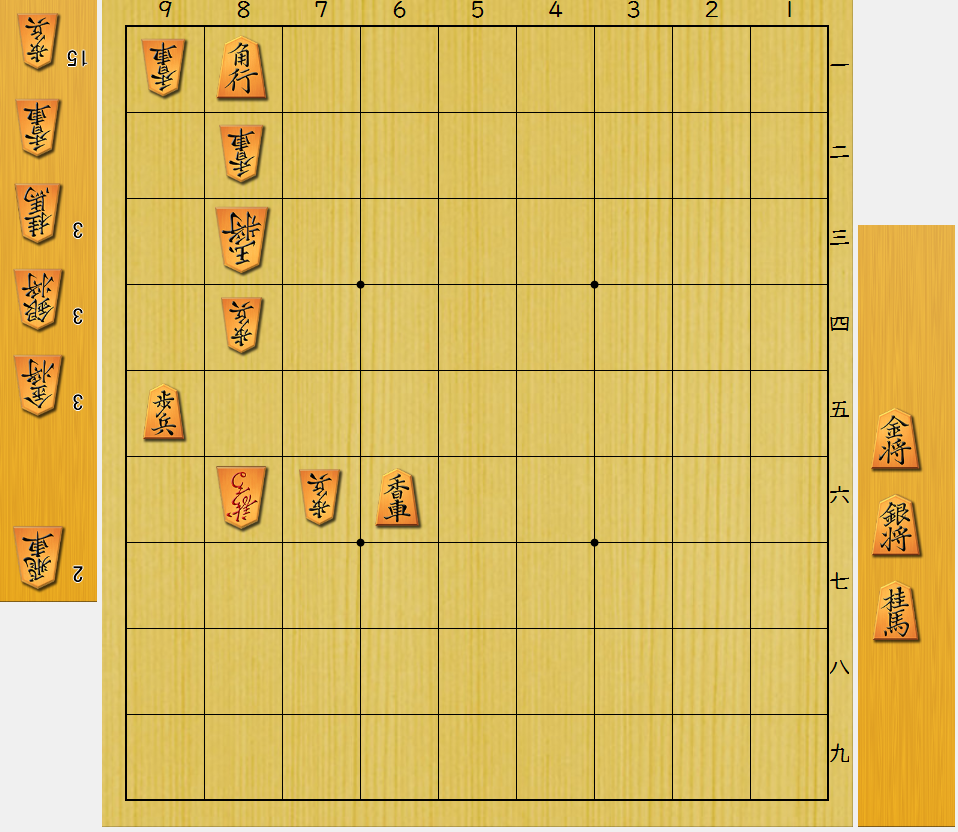 9 8 7 6 5 4 3 2 1
歩兵 15
香車
桂馬 3
銀将 3
金将 3
飛車 2
香車 角行 一
香車 二
玉将 三
歩兵 四
歩兵 五
龍馬 歩兵 香車 六
七
八
九
金将
銀将
桂馬